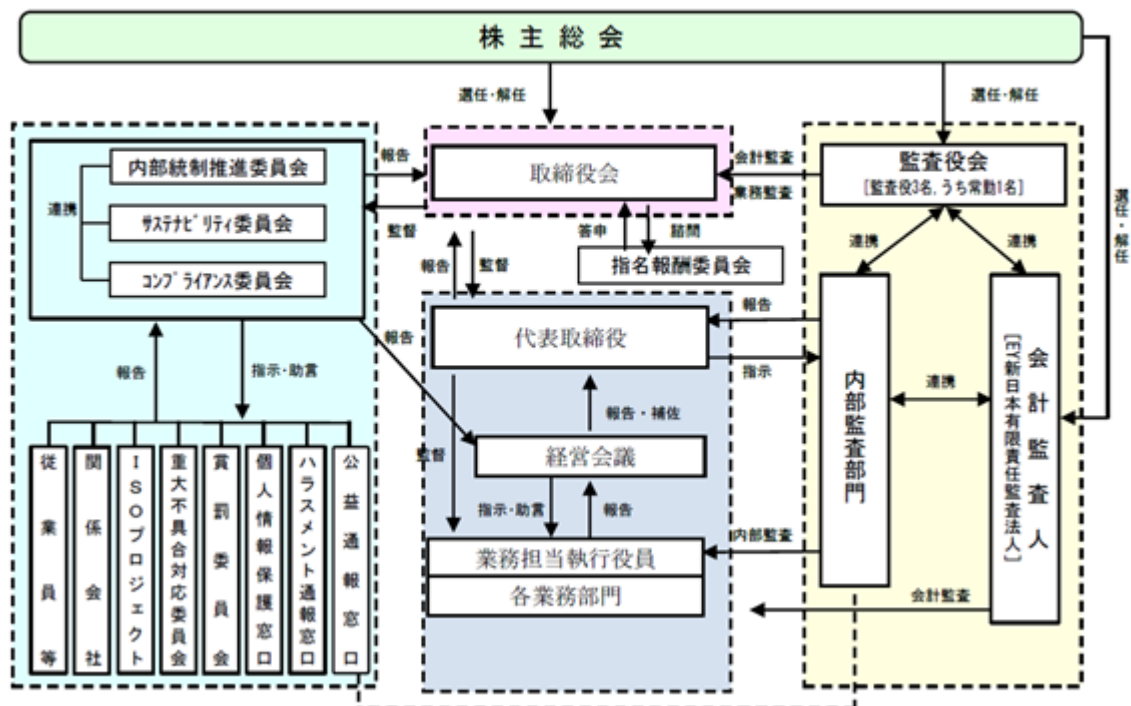 株主総会
選任・解任
選任・解任
選任・解任
内部統制推進委員会
連携
サステナビリティ委員会
コンプライアンス委員会
報告
監督
取締役会
会計監査
業務監査
監査役会
[監査役3名，うち常勤1名]
答申
諮問
指名報酬委員会
報告
監督
連携
連携
代表取締役
報告
指示
報告
報告
指示・助言
報告・補佐
監督
経営会議
指示・助言
報告
内部監査部門
連携
会計監査人
[EY新日本有限責任監査法人]
従業員等
関係会社
ISOプロジェクト
重大不具合対応委員会
賞罰委員会
個人情報保護窓口
ハラスメント通報窓口
公益通報窓口
業務担当執行役員
各業務部門
内部監査
会計監査